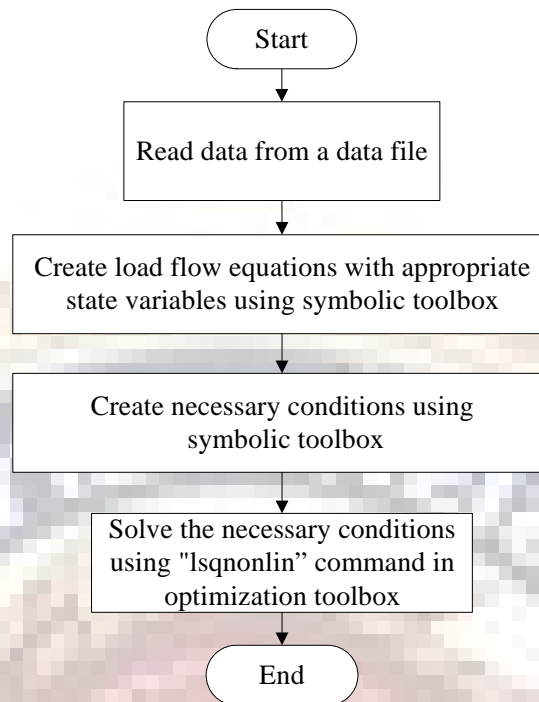 Start
Read data from a data file
Create load flow equations with appropriate
state variables using symbolic toolbox
Create necessary conditions using
symbolic toolbox
Solve the necessary conditions
using "lsqnonlin” command in
optimization toolbox
End